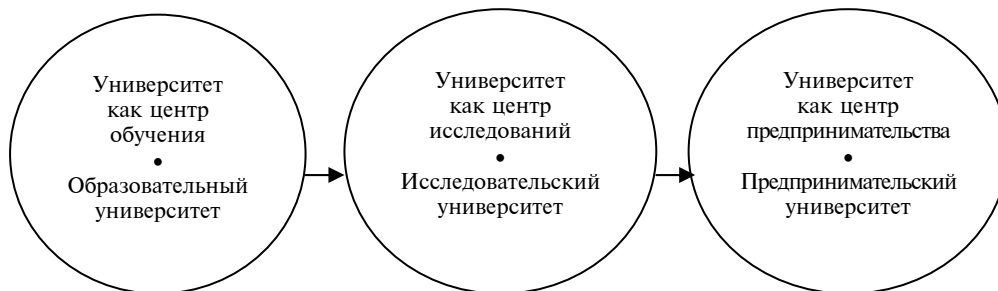 Университет
как центр
обучения
•
Образовательный
университет
Университет
как центр
исследований
•
Исследовательский
университет
Университет
как центр
предпринимательства
•
Предпринимательский
университет